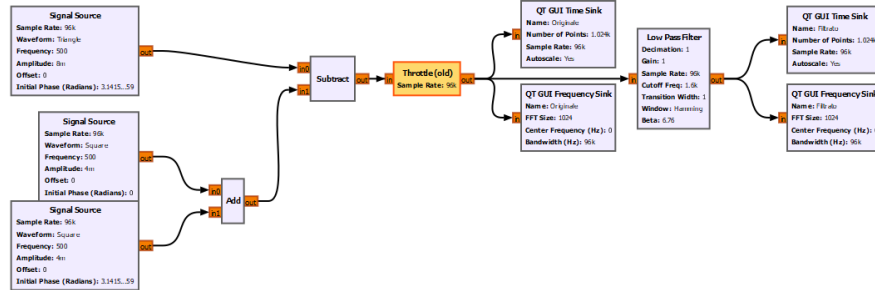 Signal Source
Sample Rate: 96k
Waveform: Triangle
Frequency: 500
Amplitude: 8m
Offset: 0
Initial Phase (Radians): 3.1415...59
out
Signal Source
Sample Rate: 96k
Waveform: Square
Frequency: 500
Amplitude: 4m
Offset: 0
Initial Phase (Radians): 0
out
Signal Source
Sample Rate: 96k
Waveform: Square
Frequency: 500
Amplitude: 4m
Offset: 0
Initial Phase (Radians): 3.1415...59
out
in0
in1
Add
out
in0
in1
Subtract
out
in
Throttle (old)
Sample Rate: 96k
out
in
QT GUI Time Sink
Name: Originale
Number of Points: 1.024k
Sample Rate: 96k
Autoscale: Yes
in
QT GUI Frequency Sink
Name: Originale
FFT Size: 1024
Center Frequency (Hz): 0
Bandwidth (Hz): 96k
in
Low Pass Filter
Decimation: 1
Gain: 1
Sample Rate: 96k
Cutoff Freq: 1.6k
Transition Width: 1
Window: Hamming
Beta: 6.76
out
in
QT GUI Time Sink
Name: Filtrato
Number of Points: 1.024k
Sample Rate: 96k
Autoscale: Yes
in
QT GUI Frequency Sink
Name: Filtrato
FFT Size: 1024
Center Frequency (Hz):
Bandwidth (Hz): 96k